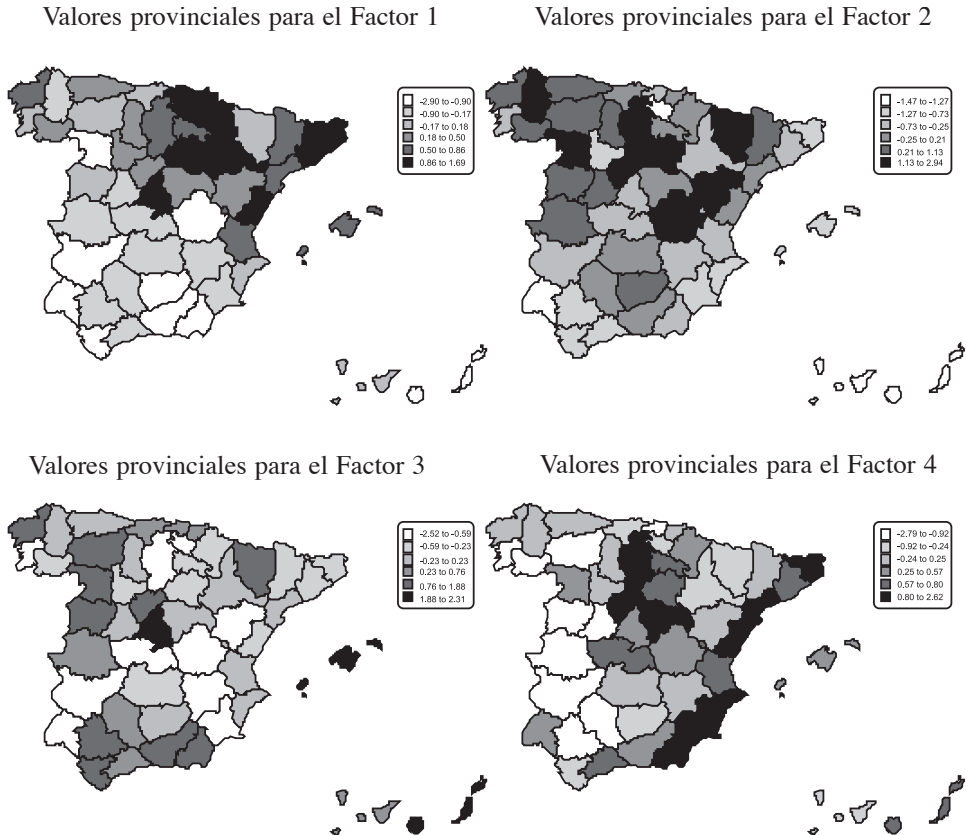 Valores provinciales para el Factor 1
-2.90 to -0.90
-0.90 to -0.17
-0.17 to 0.18
0.18 to 0.50
0.50 to 0.86
0.86 to 1.69
Valores provinciales para el Factor 2
-1.47 to -1.27
-1.27 to -0.73
-0.73 to -0.25
-0.25 to 0.21
0.21 to 1.13
1.13 to 2.94
Valores provinciales para el Factor 3
-2.52 to -0.59
-0.59 to -0.23
-0.23 to 0.23
0.23 to 0.76
0.76 to 1.88
1.88 to 2.31
Valores provinciales para el Factor 4
-2.79 to -0.92
-0.92 to -0.24
-0.24 to 0.25
0.25 to 0.57
0.57 to 0.80
0.80 to 2.62